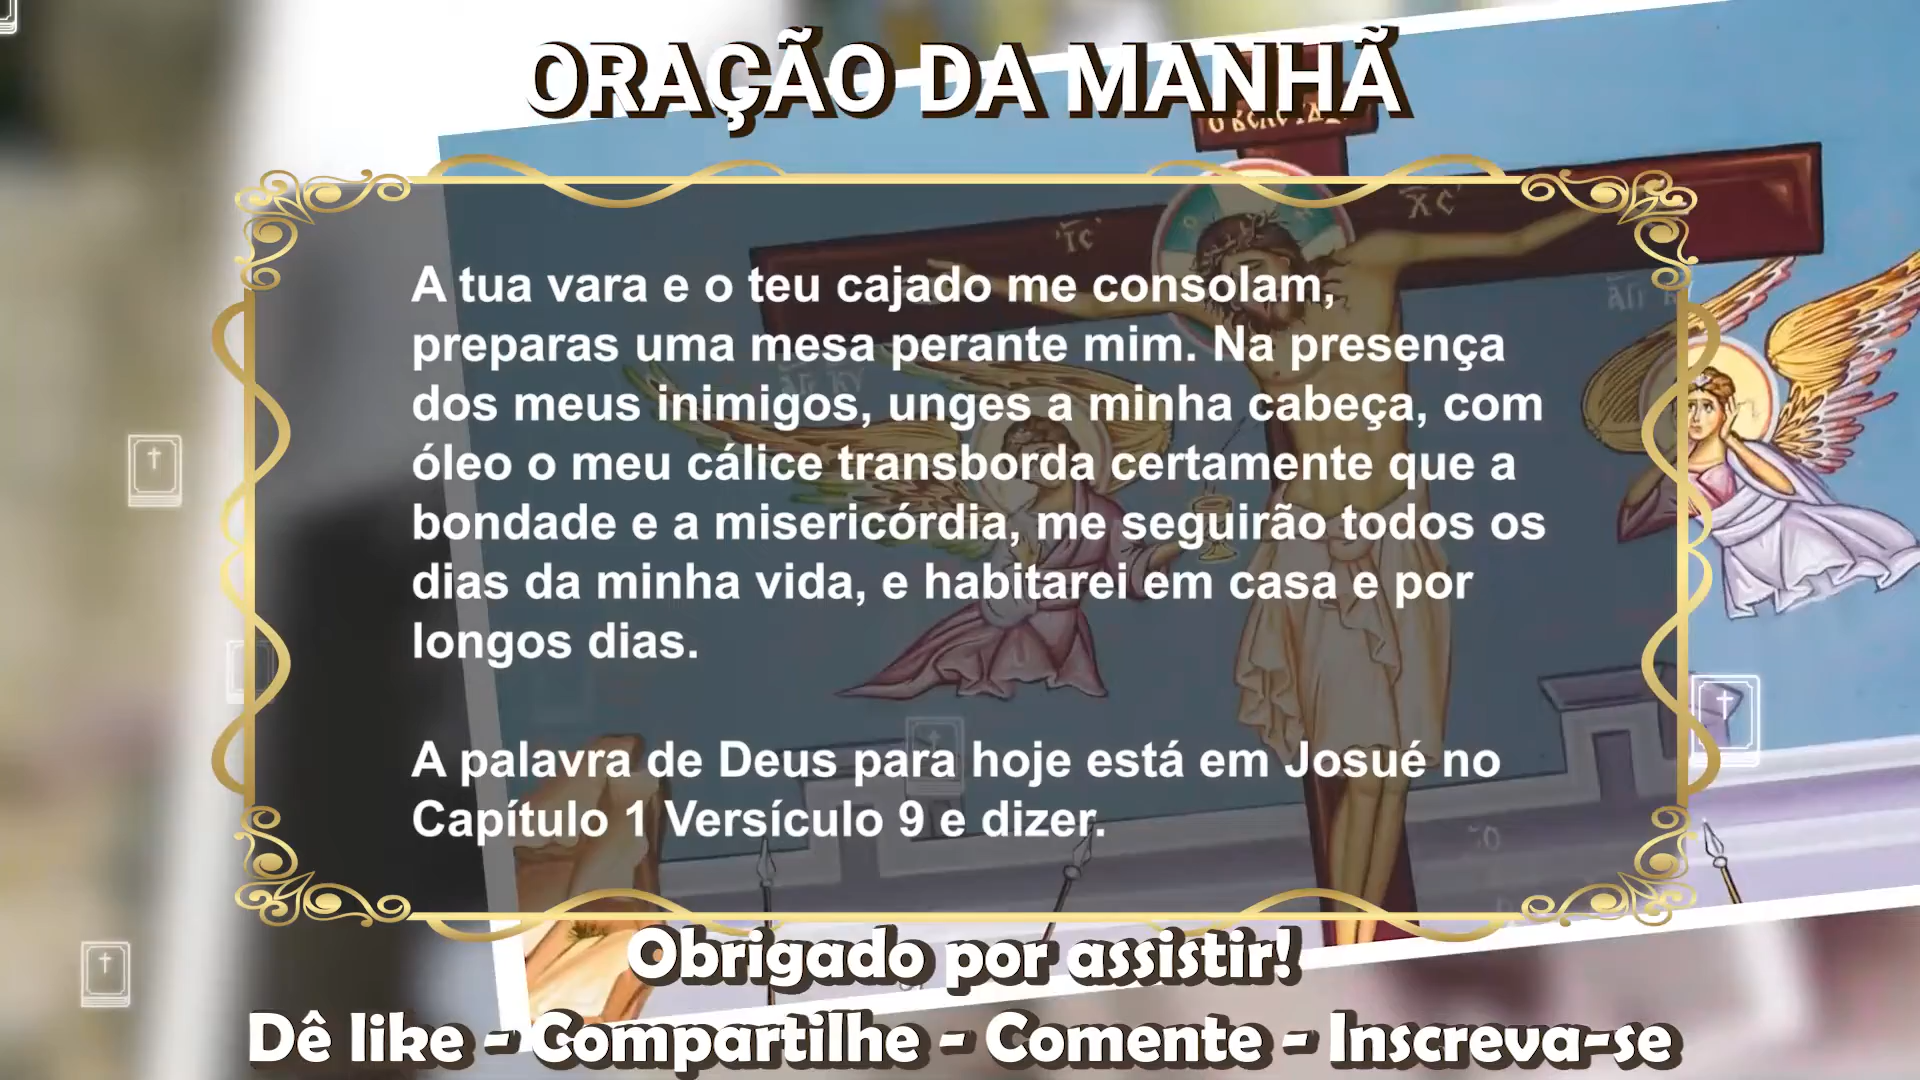 ORAÇÃO DA MANHÃ
A tua vara e o teu cajado me consolam,
preparas uma mesa perante mim. Na presença
dos meus inimigos, unges a minha cabeça, com
óleo o meu cálice transborda certamente que a
bondade e a misericórdia, me seguirão todos os
dias da minha vida, e habitarei em casa e por
longos dias.
A palavra de Deus para hoje está em Josué no
Capítulo 1 Versículo 9 e dizer.
Obrigado por assistir!
Dê like - Compartilhe - Comente - Inscreva-se